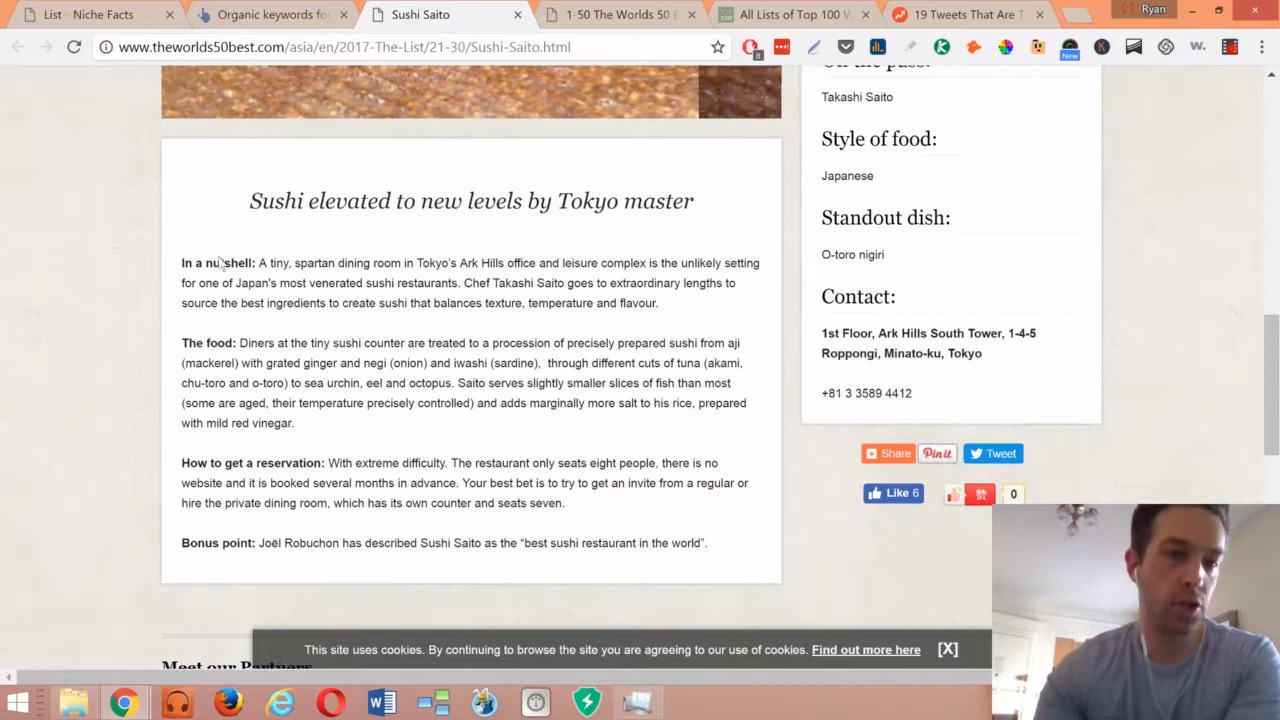 List - Niche Facts
Organic keywords fo
Sushi Saito
1-50 The Worlds 50 B
All Lists of Top 100 W
19 Tweets That Are T
Ryan
www.theworlds50best.com/asia/en/2017-The-List/21-30/Sushi-Saito.html
8
New
K
w.
100
Takashi Saito
Style of food:
Japanese
Standout dish:
O-toro nigiri
Contact:
1st Floor, Ark Hills South Tower, 1-4-5
Roppongi, Minato-ku, Tokyo
+81 3 3589 4412
Share
Pin it
Tweet
Like 6
赞
0
Sushi elevated to new levels by Tokyo master
In a nutshell: A tiny, spartan dining room in Tokyo's Ark Hills office and leisure complex is the unlikely setting
for one of Japan's most venerated sushi restaurants. Chef Takashi Saito goes to extraordinary lengths to
source the best ingredients to create sushi that balances texture, temperature and flavour.
The food: Diners at the tiny sushi counter are treated to a procession of precisely prepared sushi from aji
(mackerel) with grated ginger and negi (onion) and iwashi (sardine), through different cuts of tuna (akami,
chu-toro and o-toro) to sea urchin, eel and octopus. Saito serves slightly smaller slices of fish than most
(some are aged, their temperature precisely controlled) and adds marginally more salt to his rice, prepared
with mild red vinegar.
How to get a reservation: With extreme difficulty. The restaurant only seats eight people, there is no
website and it is booked several months in advance. Your best bet is to try to get an invite from a regular or
hire the private dining room, which has its own counter and seats seven.
Bonus point: Joël Robuchon has described Sushi Saito as the “best sushi restaurant in the world”.
This site uses cookies. By continuing to browse the site you are agreeing to our use of cookies. Find out more here [X]
Meet our Partners